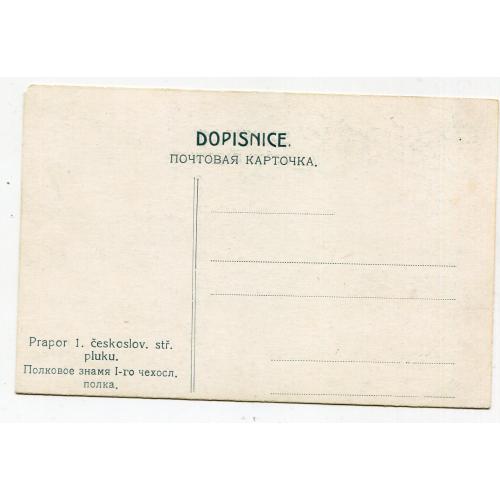 DOPISNICE.
ПОЧТОВАЯ КАРТОЧКА.
Prapor 1. českoslov. stř.
pluku.
Полковое знамя I-го чехосл.
полка.